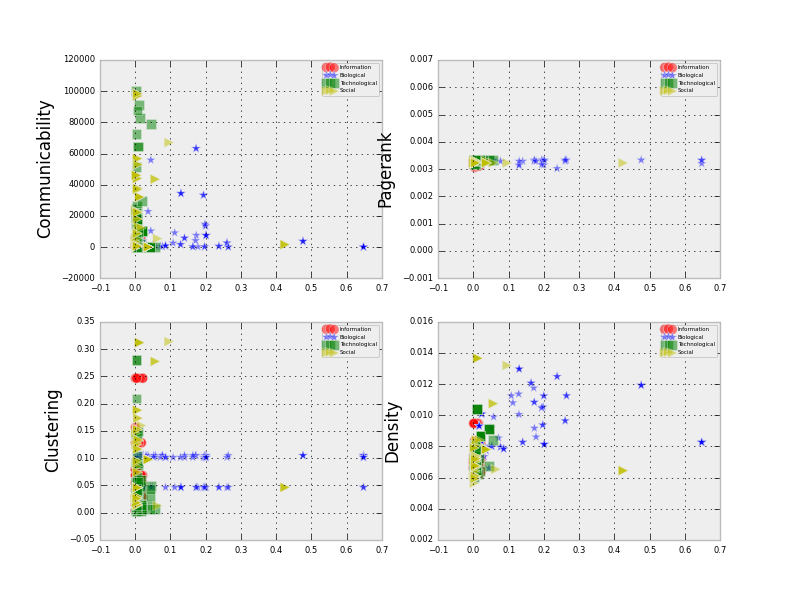 120000
100000
80000
60000
40000
20000
0
−20000
−0.1 0.0 0.1 0.2 0.3 0.4 0.5 0.6 0.7
Communicability
Information
Biological
Technological
Social
0.007
0.006
0.005
0.004
0.003
0.002
0.001
0.000
−0.001
−0.1 0.0 0.1 0.2 0.3 0.4 0.5 0.6 0.7
Pagerank
Information
Biological
Technological
Social
0.35
0.30
0.25
0.20
0.15
0.10
0.05
0.00
−0.05
−0.1 0.0 0.1 0.2 0.3 0.4 0.5 0.6 0.7
Clustering
Information
Biological
Technological
Social
0.016
0.014
0.012
0.010
0.008
0.006
0.004
0.002
−0.1 0.0 0.1 0.2 0.3 0.4 0.5 0.6 0.7
Density
Information
Biological
Technological
Social